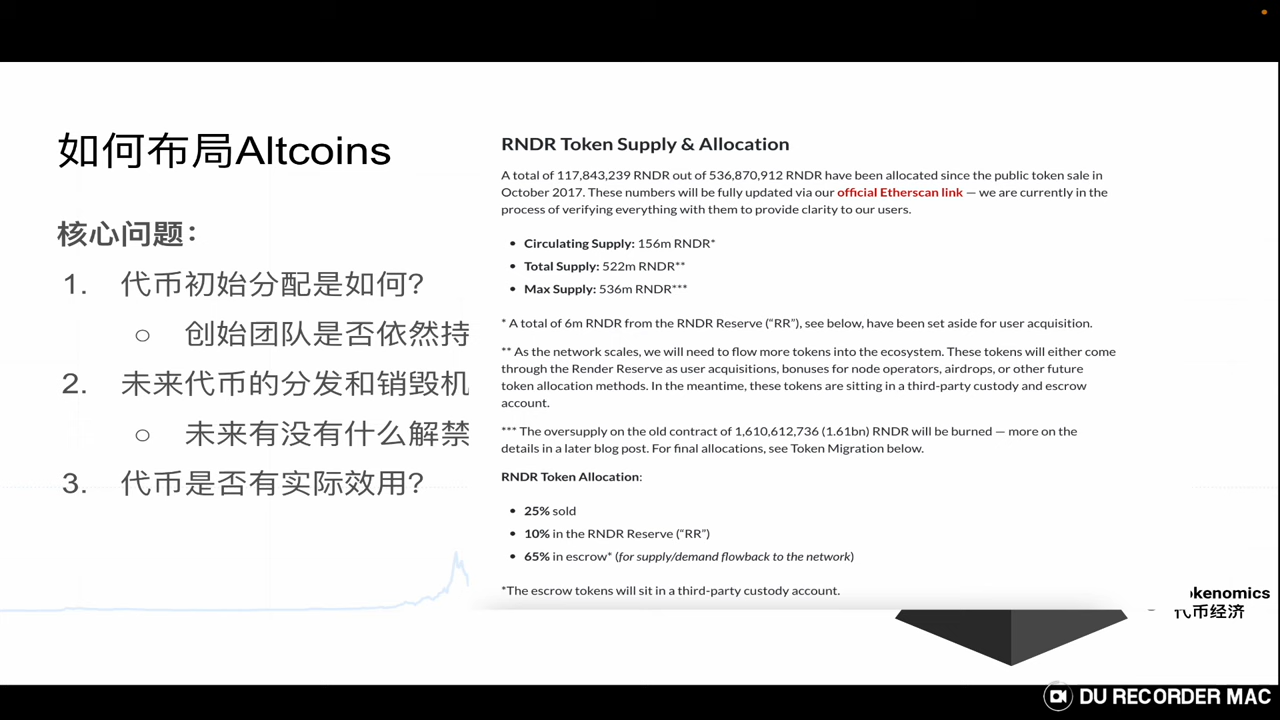 如何布局Altcoins
核心问题：
1. 代币初始分配是如何?
○ 创始团队是否依然持
2. 未来代币的分发和销毁机
○ 未来有没有什么解禁
3. 代币是否有实际效用?
RNDR Token Supply & Allocation
A total of 117,843,239 RNDR out of 536,870,912 RNDR have been allocated since the public token sale in
October 2017. These numbers will be fully updated via our official Etherscan link — we are currently in the
process of verifying everything with them to provide clarity to our users.
• Circulating Supply: 156m RNDR*
• Total Supply: 522m RNDR**
• Max Supply: 536m RNDR***
* A total of 6m RNDR from the RNDR Reserve (“RR”), see below, have been set aside for user acquisition.
** As the network scales, we will need to flow more tokens into the ecosystem. These tokens will either come
through the Render Reserve as user acquisitions, bonuses for node operators, airdrops, or other future
token allocation methods. In the meantime, these tokens are sitting in a third-party custody and escrow
account.
*** The oversupply on the old contract of 1,610,612,736 (1.61bn) RNDR will be burned — more on the
details in a later blog post. For final allocations, see Token Migration below.
RNDR Token Allocation:
• 25% sold
• 10% in the RNDR Reserve (“RR”)
• 65% in escrow* (for supply/demand flowback to the network)
*The escrow tokens will sit in a third-party custody account.
okenomics
代币经济
DU RECORDER MAC